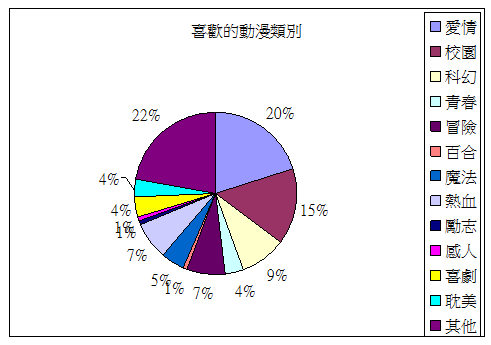 喜歡的動漫類別
20%
15%
9%
4%
7%
1%
5%
7%
1%
1%
4%
4%
22%
愛情
校園
科幻
青春
冒險
百合
魔法
熱血
勵志
感人
喜劇
耽美
其他